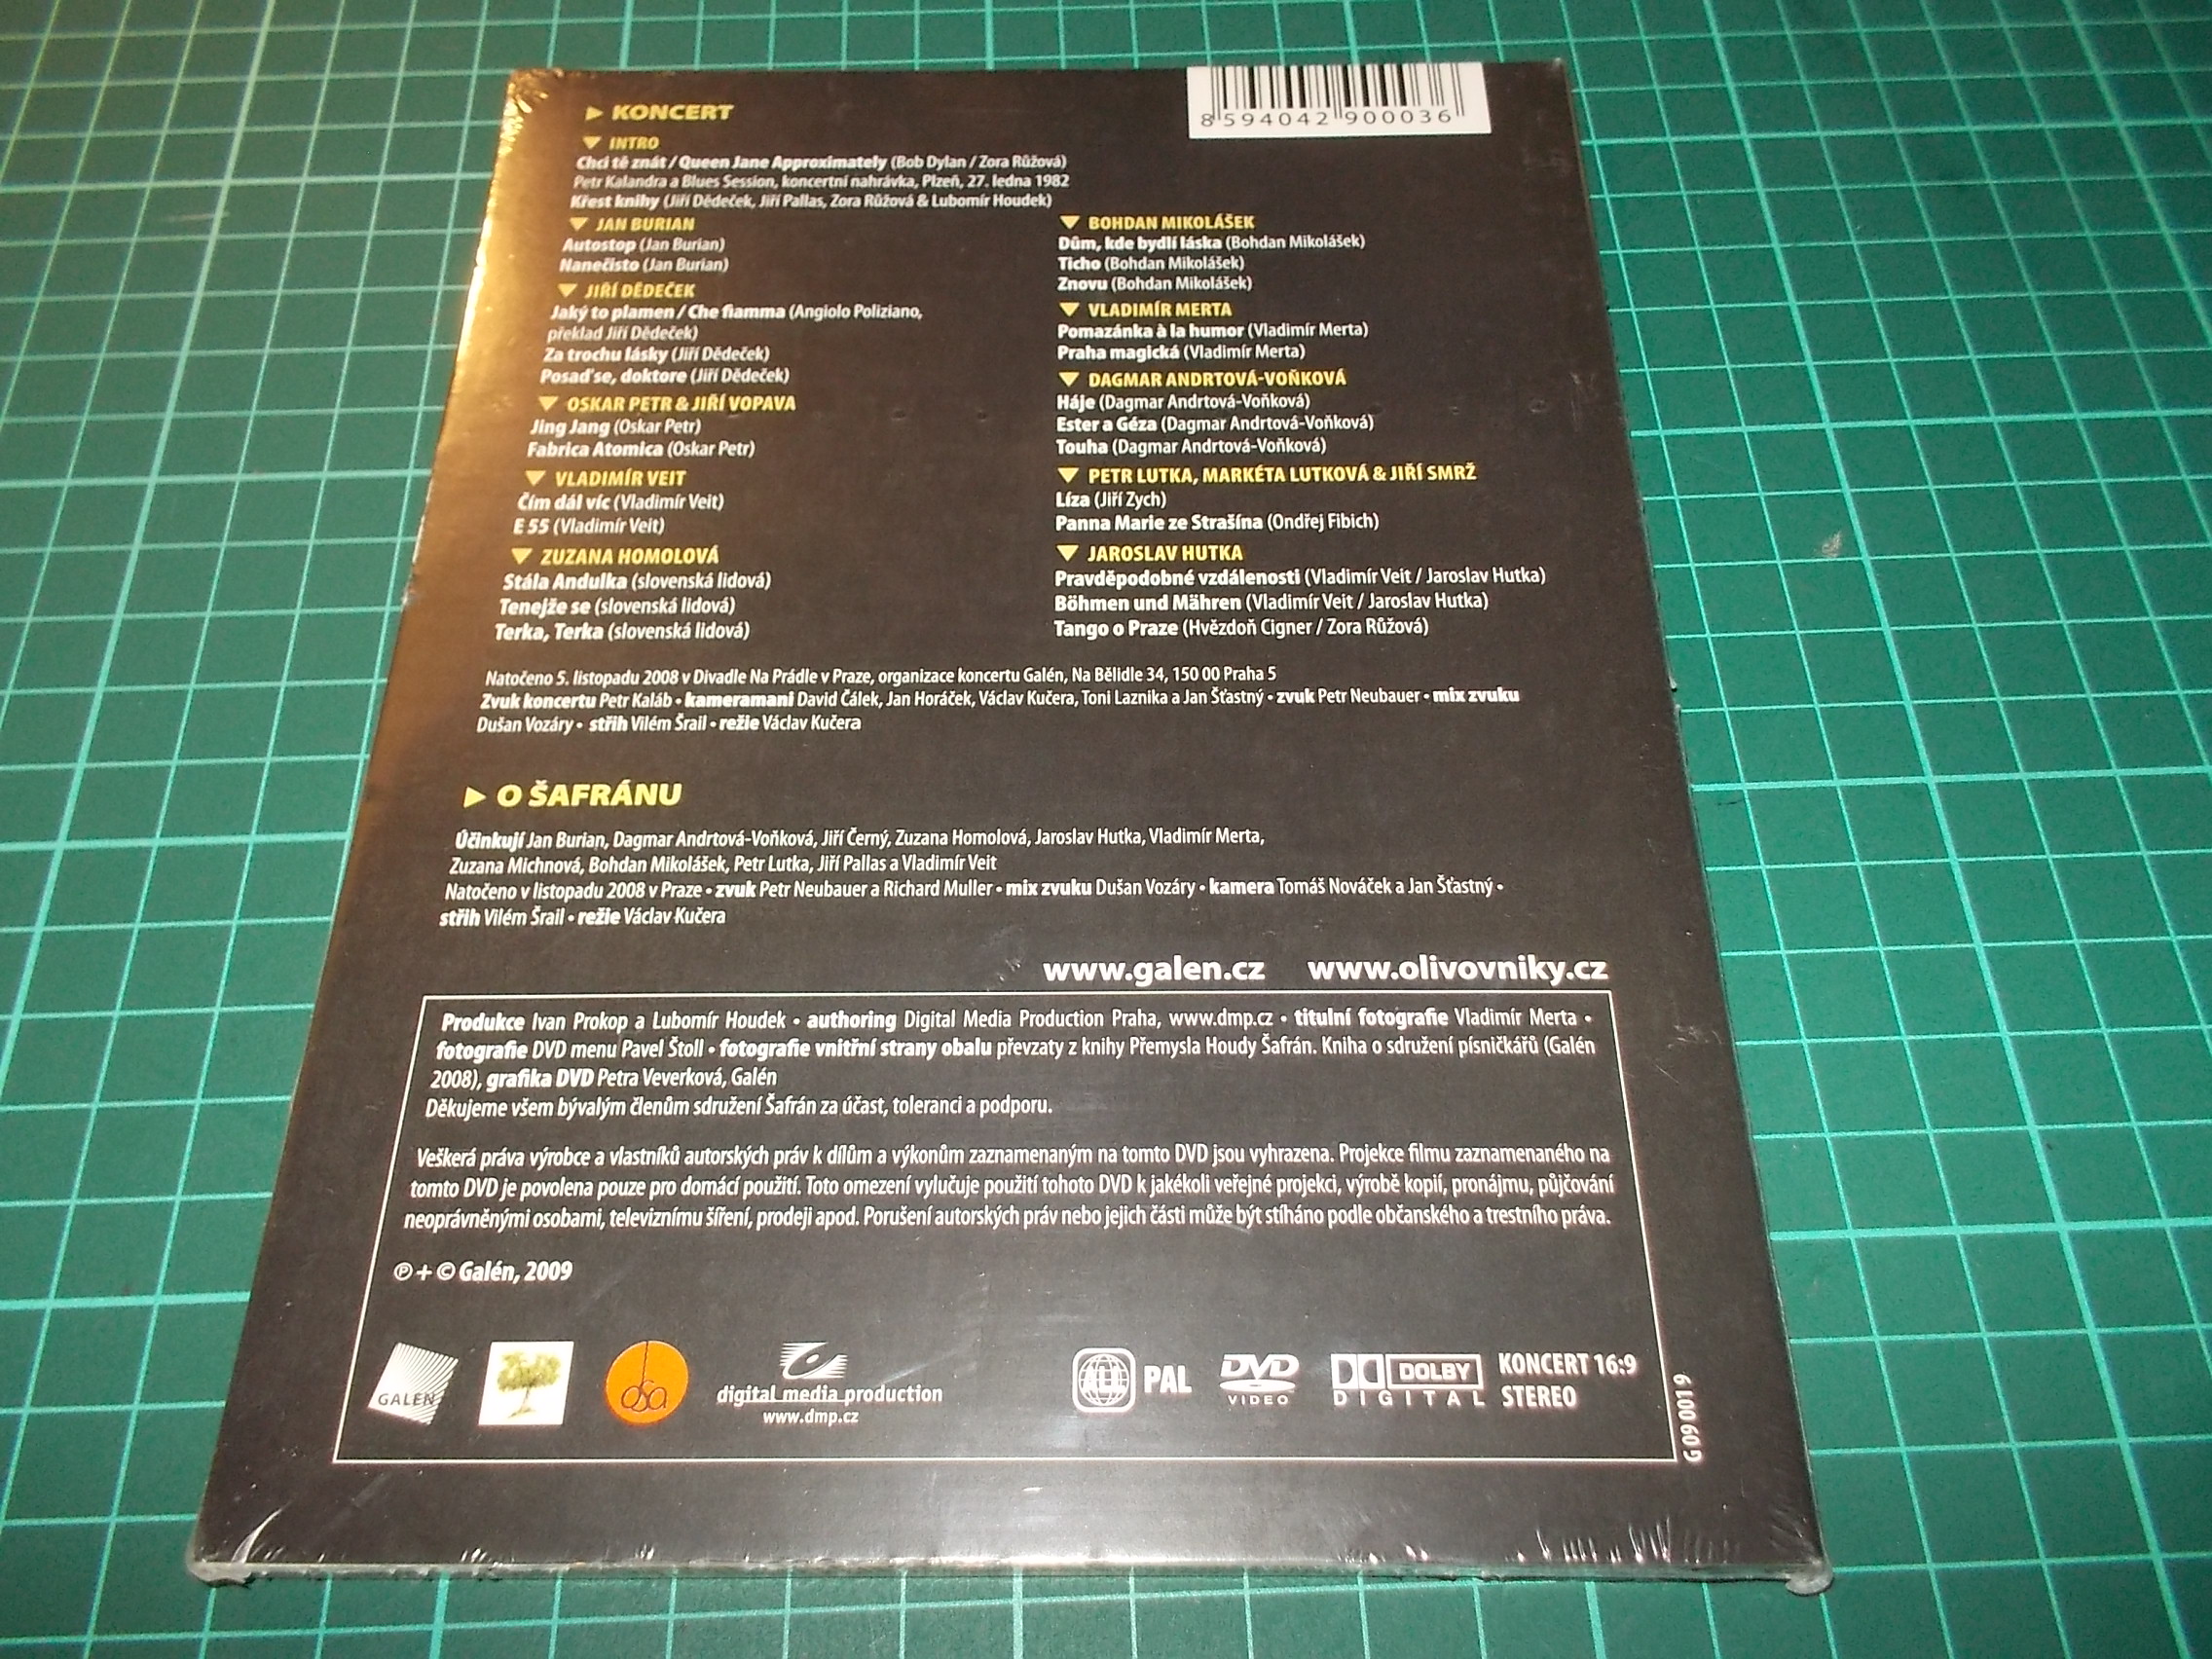 8594042900036
▶ KONCERT
▼ INTRO
Chci tě znát / Queen Jane Approximately (Bob Dylan / Zora Růžová)
Petr Kalandra a Blues Session, koncertní nahrávka, Plzeň, 27. ledna 1982
Křest knihy (Jiří Dědeček, Jiří Pallas, Zora Růžová & Lubomír Houdek)
▼ JAN BURIAN
Autostop (Jan Burian)
Nanečisto (Jan Burian)
▼ JIŘÍ DĚDEČEK
Jaký to plamen / Che fiamma (Angiolo Poliziano,
překlad Jiří Dědeček)
Za trochu lásky (Jiří Dědeček)
Posaď se, doktore (Jiří Dědeček)
▼ OSKAR PETR & JIŘÍ VOPAVA
Jing Jang (Oskar Petr)
Fabrica Atomica (Oskar Petr)
▼ VLADIMÍR VEIT
Čím dál víc (Vladimír Veit)
E 55 (Vladimír Veit)
▼ ZUZANA HOMOLOVÁ
Stála Andulka (slovenská lidová)
Tenejže se (slovenská lidová)
Terka, Terka (slovenská lidová)
▼ BOHDAN MIKOLÁŠEK
Dům, kde bydlí láska (Bohdan Mikolášek)
Ticho (Bohdan Mikolášek)
Znovu (Bohdan Mikolášek)
▼ VLADIMÍR MERTA
Pomazánka à la humor (Vladimír Merta)
Praha magická (Vladimír Merta)
▼ DAGMAR ANDRTOVÁ-VOŇKOVÁ
Háje (Dagmar Andrtová-Voňková)
Ester a Géza (Dagmar Andrtová-Voňková)
Touha (Dagmar Andrtová-Voňková)
▼ PETR LUTKA, MARKÉTA LUTKOVÁ & JIŘÍ SMRŽ
Líza (Jiří Zych)
Panna Marie ze Strašína (Ondřej Fibich)
▼ JAROSLAV HUTKA
Pravděpodobné vzdálenosti (Vladimír Veit / Jaroslav Hutka)
Böhmen und Mähren (Vladimír Veit / Jaroslav Hutka)
Tango o Praze (Hvězdoň Cigner / Zora Růžová)
Natočeno 5. listopadu 2008 v Divadle Na Prádle v Praze, organizace koncertu Galén, Na Bělidle 34, 150 00 Praha 5
Zvuk koncertu Petr Kaláb • kameramani David Čálek, Jan Horáček, Václav Kučera, Toni Laznika a Jan Šťastný • zvuk Petr Neubauer • mix zvuku
Dušan Vozáry • střih Vilém Šrail • režie Václav Kučera
▶ O ŠAFRÁNU
Účinkují Jan Burian, Dagmar Andrtová-Voňková, Jiří Černý, Zuzana Homolová, Jaroslav Hutka, Vladimír Merta,
Zuzana Michnová, Bohdan Mikolášek, Petr Lutka, Jiří Pallas a Vladimír Veit
Natočeno v listopadu 2008 v Praze • zvuk Petr Neubauer a Richard Muller • mix zvuku Dušan Vozáry • kamera Tomáš Nováček a Jan Šťastný •
střih Vilém Šrail • režie Václav Kučera
www.galen.cz www.olivovniky.cz
Produkce Ivan Prokop a Lubomír Houdek • authoring Digital Media Production Praha, www.dmp.cz • titulní fotografie Vladimír Merta •
fotografie DVD menu Pavel Štoll • fotografie vnitřní strany obalu převzaty z knihy Přemysla Houdy Šafrán. Kniha o sdružení písničkářů (Galén
2008), grafika DVD Petra Veverková, Galén
Děkujeme všem bývalým členům sdružení Šafrán za účast, toleranci a podporu.
Veškerá práva výrobce a vlastníků autorských práv k dílům a výkonům zaznamenaným na tomto DVD jsou vyhrazena. Projekce filmu zaznamenaného na
tomto DVD je povolena pouze pro domácí použití. Toto omezení vylučuje použití tohoto DVD k jakékoli veřejné projekci, výrobě kopií, pronájmu, půjčování
neoprávněnými osobami, televiznímu šíření, prodeji apod. Porušení autorských práv nebo jejich části může být stíháno podle občanského a trestního práva.
℗ + © Galén, 2009
GALEN
osa
digital media production
www.dmp.cz
ALL
PAL
DVD
VIDEO
DOLBY
DIGITAL
KONCERT 16:9
STEREO
G 09 001 9